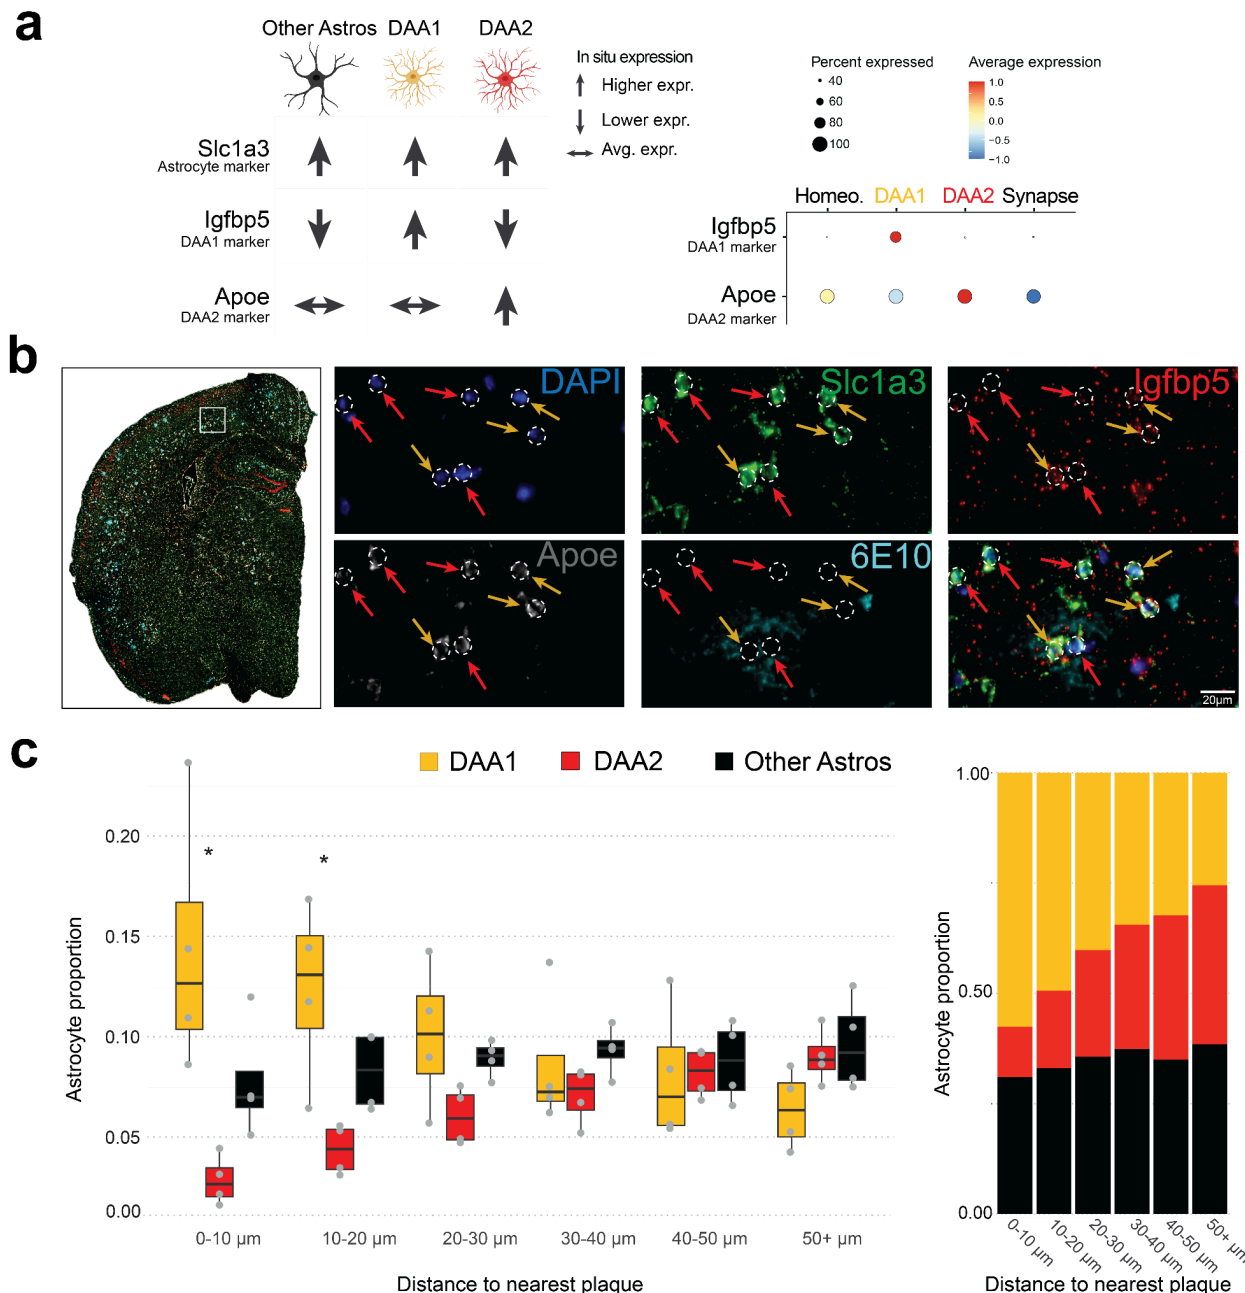 a
Other Astros DAA1 DAA2
In situ expression
Higher expr.
Lower expr.
Avg. expr.
Slc1a3
Astrocyte marker
Igfbp5
DAA1 marker
Apoe
DAA2 marker
Percent expressed
40
60
80
100
Average expression
1.0
0.5
0.0
−0.5
−1.0
Homeo. DAA1 DAA2 Synapse
Igfbp5
DAA1 marker
Apoe
DAA2 marker
b
DAPI
Slc1a3
Igfbp5
Apoe
6E10
20µm
c
DAA1 DAA2 Other Astros
Astrocyte proportion
0.20
0.15
0.10
0.05
0.00
0-10 µm 10-20 µm 20-30 µm 30-40 µm 40-50 µm 50+ µm
Distance to nearest plaque
* *
Astrocyte proportion
1.00
0.50
0.00
0-10 µm 10-20 µm 20-30 µm 30-40 µm 40-50 µm 50+ µm
Distance to nearest plaque